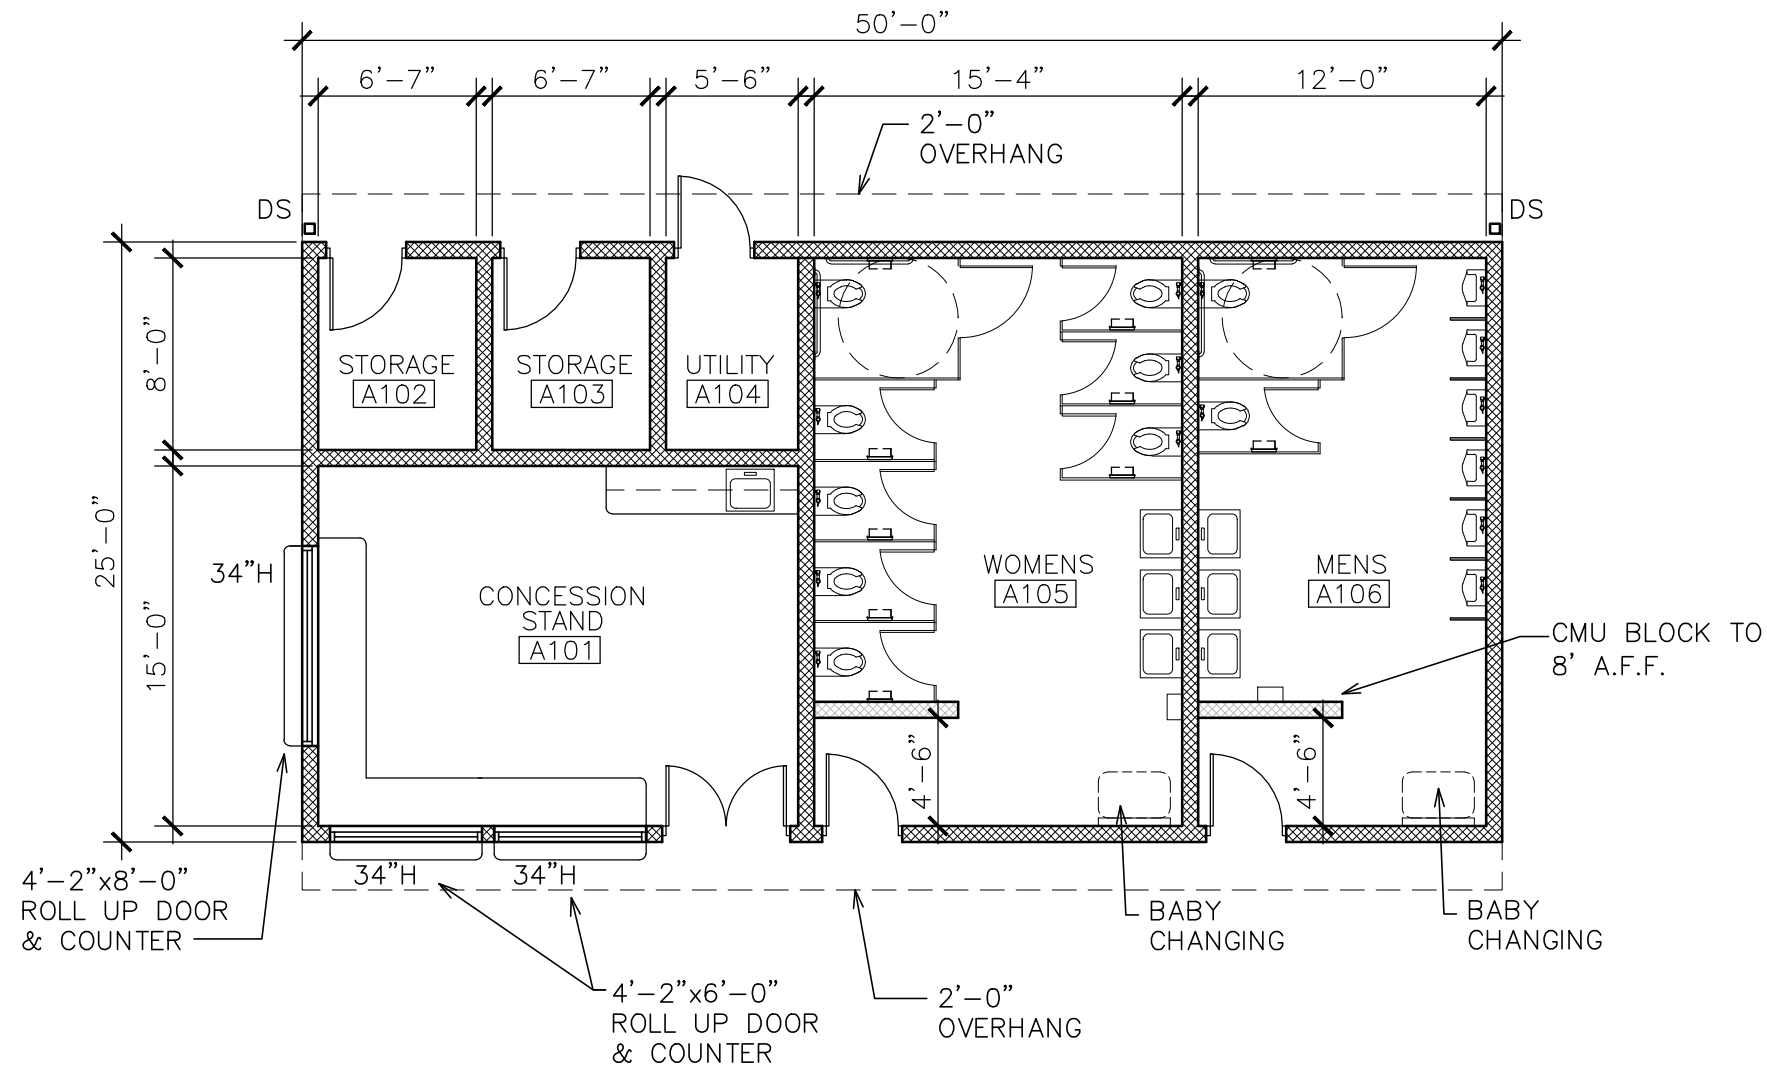 50'-0"
6'-7"
6'-7"
5'-6"
15'-4"
12'-0"
2'-0"
OVERHANG
DS
DS
8'-0"
STORAGE
A102
STORAGE
A103
UTILITY
A104
25'-0"
15'-0"
34"H
CONCESSION
STAND
A101
WOMENS
A105
MENS
A106
CMU BLOCK TO
8' A.F.F.
4'-6"
4'-6"
34"H
34"H
4'-2"x8'-0"
ROLL UP DOOR
& COUNTER
BABY
CHANGING
BABY
CHANGING
4'-2"x6'-0"
ROLL UP DOOR
& COUNTER
2'-0"
OVERHANG